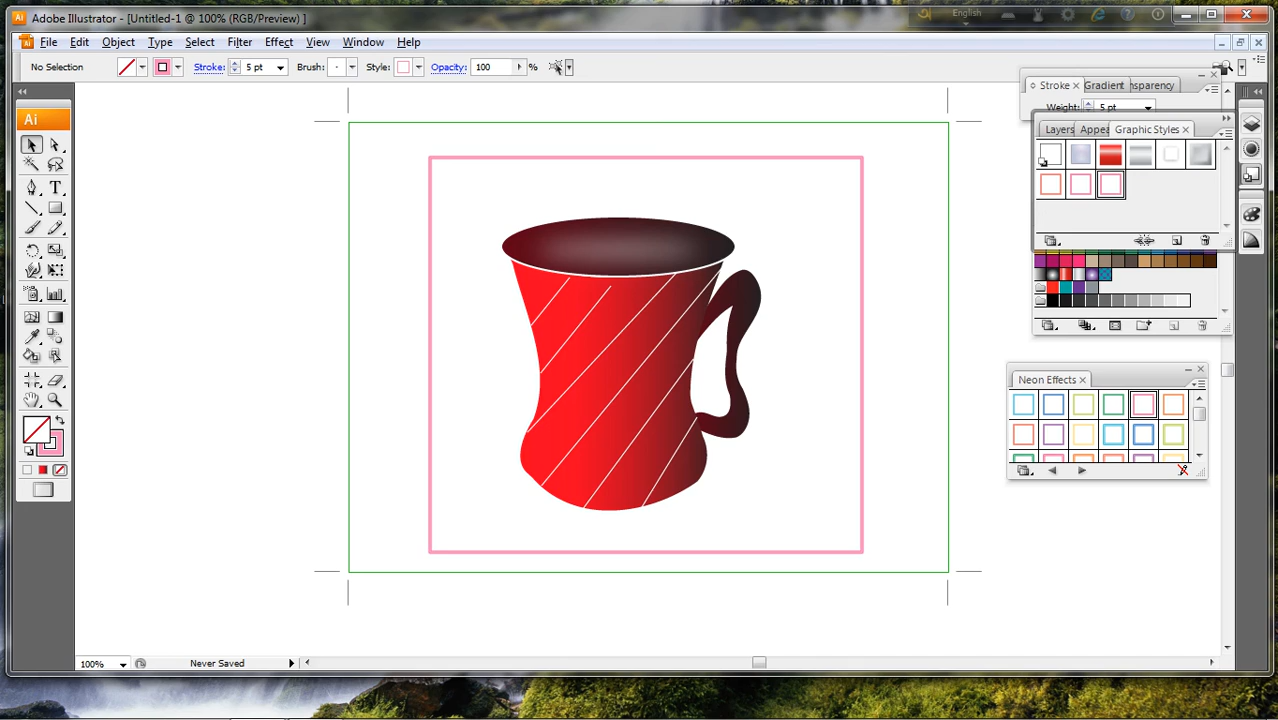 Adobe Illustrator - [Untitled-1 @ 100% (RGB/Preview) ]
English
File Edit Object Type Select Filter Effect View Window Help
No Selection Stroke: 5 pt Brush: Style: Opacity: 100 %
Stroke Gradient nsparency
Weight: 5 pt
Ai
Layers Appea Graphic Styles
Neon Effects
100% Never Saved